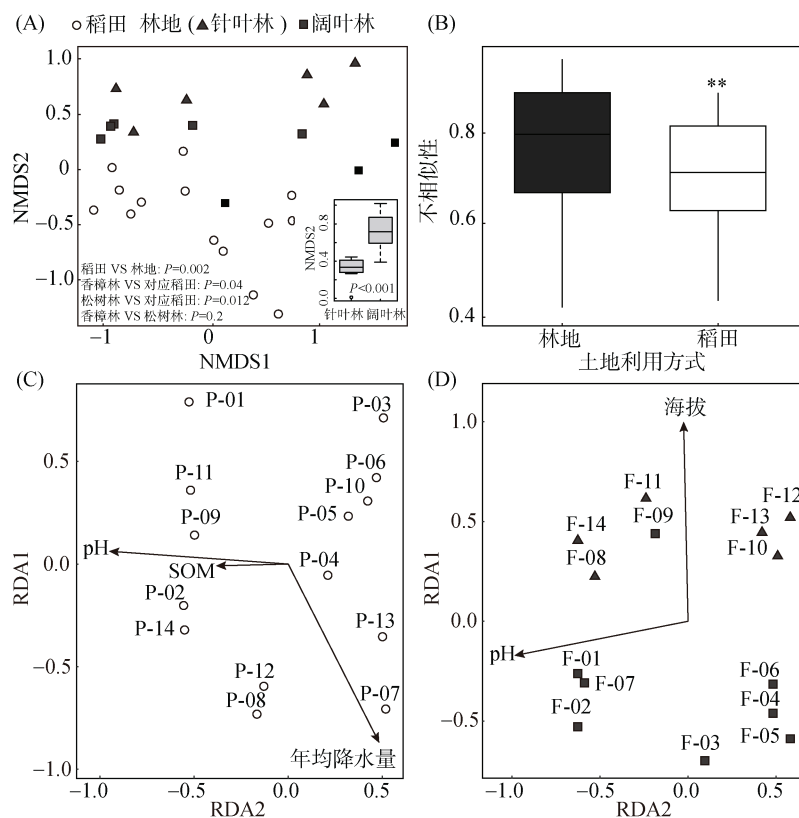 (A) ○稻田 林地(▲针叶林) ■阔叶林
NMDS2
1.0
0.5
0
−0.5
−1.0
稻田 VS 林地: P=0.002
香樟林 VS 对应稻田: P=0.04
松树林 VS 对应稻田: P=0.012
香樟林 VS 松树林: P=0.2
NMDS2
0.8
0.4
0.0
P<0.001
针叶林 阔叶林
−1 0 1
NMDS1
(B)
不相似性
0.8
0.6
0.4
**
林地 稻田
土地利用方式
(C)
RDA1
0.5
0.0
−0.5
−1.0
P-01
P-03
P-11
P-06
P-10
P-09
P-05
pH
SOM
P-04
P-02
P-14
P-13
P-12
P-08
P-07
年均降水量
−1.0 −0.5 0.0 0.5
RDA2
(D)
RDA1
1.0
0.5
0.0
−0.5
海拔
F-11
F-12
F-14
F-09
F-13
F-08
F-10
pH
F-01
F-07
F-06
F-02
F-04
F-03
F-05
−1.0 −0.5 0.0 0.5
RDA2